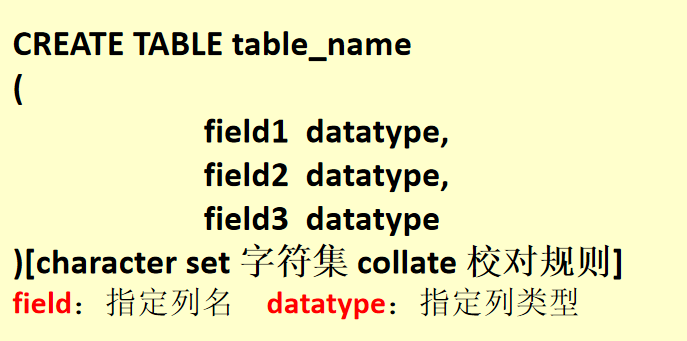 CREATE TABLE table_name
(
field1 datatype,
field2 datatype,
field3 datatype
)[character set 字符集 collate 校对规则]
field：指定列名 datatype：指定列类型